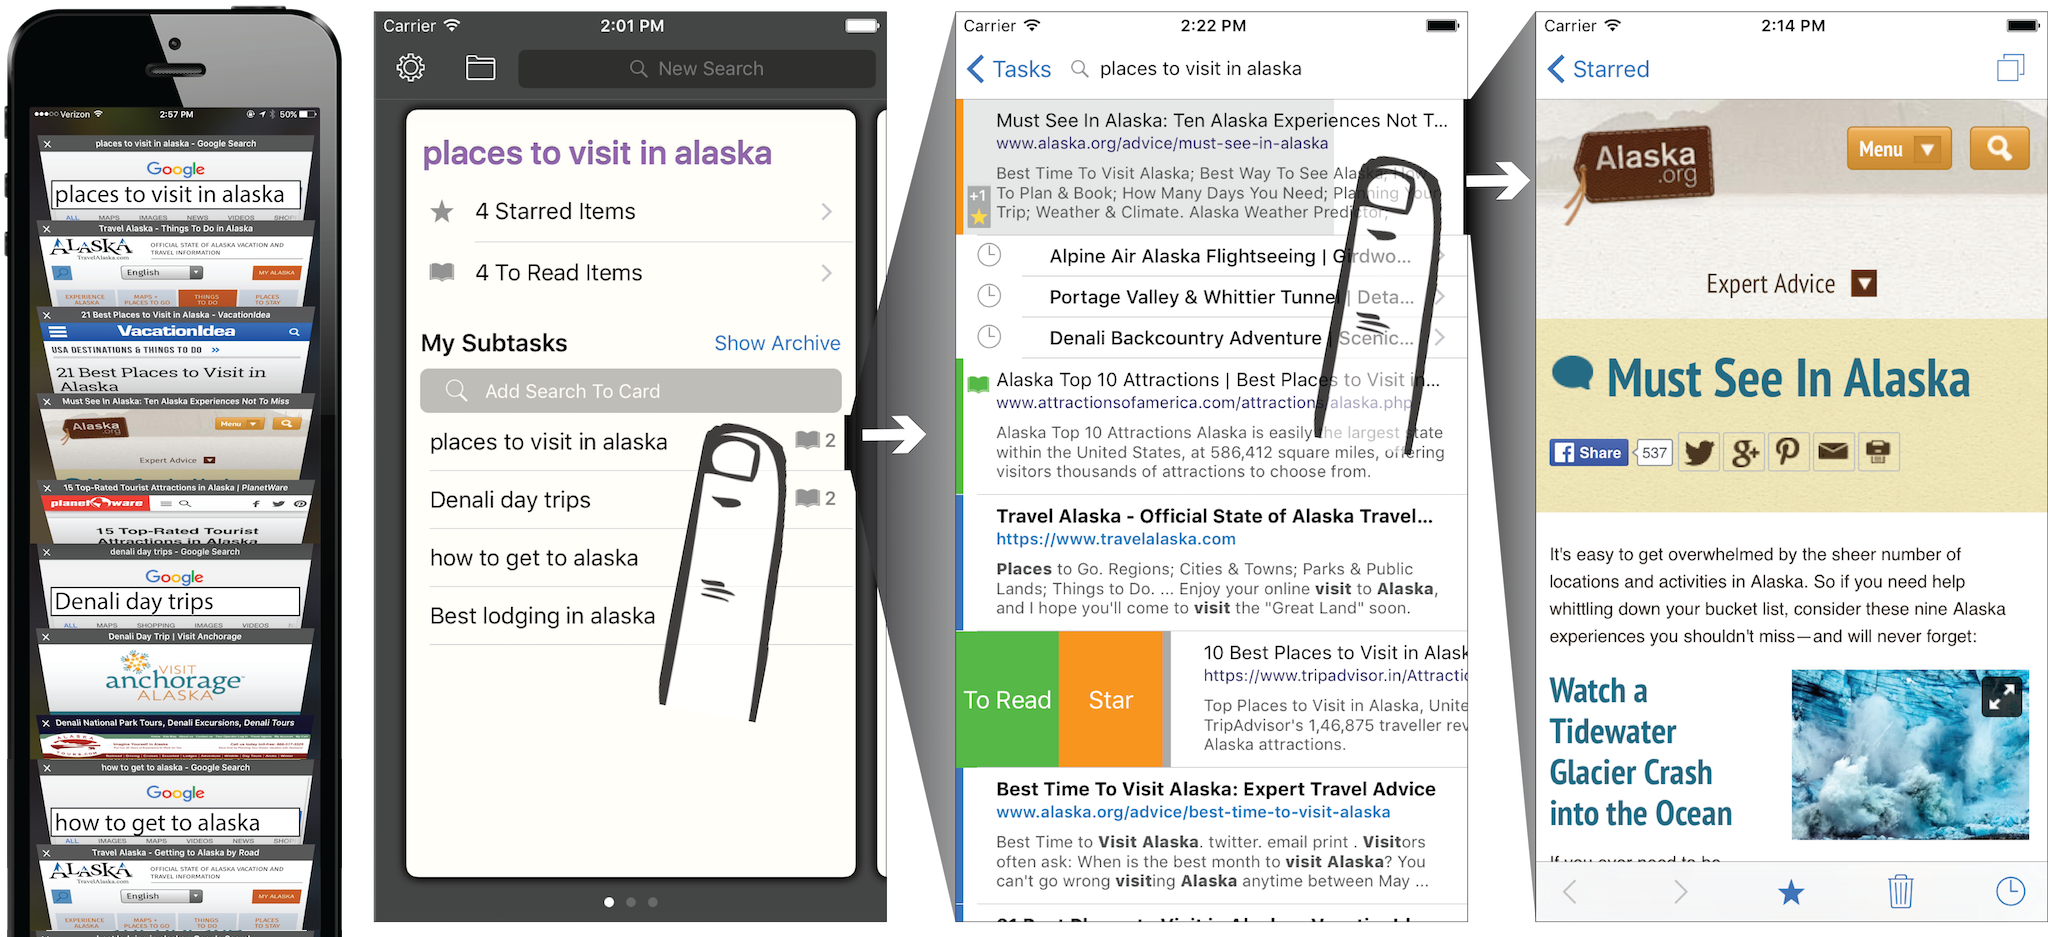 Verizon
2:57 PM
50%
places to visit in alaska - Google Search
Google
places to visit in alaska
ALL MAPS IMAGES NEWS VIDEOS
Travel Alaska - Things To Do in Alaska
ALASKA
TravelAlaska.com
OFFICIAL STATE OF ALASKA VACATION AND
TRAVEL INFORMATION
English
MY ALASKA
EXPERIENCE
ALASKA
MAPS +
PLACES TO GO
THINGS
TO DO
PLACES
TO STAY
21 Best Places to Visit in Alaska - VacationIdea
VacationIdea
USA DESTINATIONS & THINGS TO DO »
21 Best Places to Visit in
Alaska
Must See In Alaska: Ten Alaska Experiences Not To Miss
Alaska
.org
Menu
Expert Advice
15 Top-Rated Tourist Attractions in Alaska | PlanetWare
planetware
15 Top-Rated Tourist
Attractions in Alaska
denali day trips - Google Search
Google
Denali day trips
ALL MAPS SHOPPING IMAGES VIDEOS
Denali Day Trip | Visit Anchorage
VISIT
anchorage
ALASKA
Denali National Park Tours, Denali Excursions, Denali Tours
how to get to alaska - Google Search
Google
how to get to alaska
ALL IMAGES MAPS NEWS VIDEOS
Travel Alaska - Getting to Alaska by Road
ALASKA
TravelAlaska.com
OFFICIAL STATE OF ALASKA VACATION AND
TRAVEL INFORMATION
English
MY ALASKA
EXPERIENCE
ALASKA
MAPS +
PLACES TO GO
THINGS
TO DO
PLACES
TO STAY
Carrier
2:01 PM
New Search
places to visit in alaska
4 Starred Items
4 To Read Items
My Subtasks
Show Archive
Add Search To Card
places to visit in alaska 2
Denali day trips 2
how to get to alaska
Best lodging in alaska
Carrier
2:22 PM
Tasks
places to visit in alaska
Must See In Alaska: Ten Alaska Experiences Not T...
www.alaska.org/advice/must-see-in-alaska
Best Time To Visit Alaska; Best Way To See Alaska, How
To Plan & Book; How Many Days You Need; Planning Your
Trip; Weather & Climate. Alaska Weather Predictor,
+1
Alpine Air Alaska Flightseeing | Girdwo...
Portage Valley & Whittier Tunnel | Deta...
Denali Backcountry Adventure | Scenic...
Alaska Top 10 Attractions | Best Places to Visit in...
www.attractionsofamerica.com/attractions/alaska.php
Alaska Top 10 Attractions Alaska is easily the largest state
within the United States, at 586,412 square miles, offering
visitors thousands of attractions to choose from.
Travel Alaska - Official State of Alaska Travel...
https://www.travelalaska.com
Places to Go. Regions; Cities & Towns; Parks & Public
Lands; Things to Do. ... Enjoy your online visit to Alaska,
and I hope you'll come to visit the "Great Land" soon.
To Read
Star
10 Best Places to Visit in Alask
https://www.tripadvisor.in/Attractic
Top Places to Visit in Alaska, Unite
TripAdvisor's 1,46,875 traveller rev
Alaska attractions.
Best Time To Visit Alaska: Expert Travel Advice
www.alaska.org/advice/best-time-to-visit-alaska
Best Time to Visit Alaska. twitter. email print . Visitors
often ask: When is the best month to visit Alaska? You
can't go wrong visiting Alaska anytime between May ...
Carrier
2:14 PM
Starred
Alaska
.org
Menu
Expert Advice
Must See In Alaska
Share
537
It's easy to get overwhelmed by the sheer number of
locations and activities in Alaska. So if you need help
whittling down your bucket list, consider these nine Alaska
experiences you shouldn't miss—and will never forget:
Watch a
Tidewater
Glacier Crash
into the Ocean